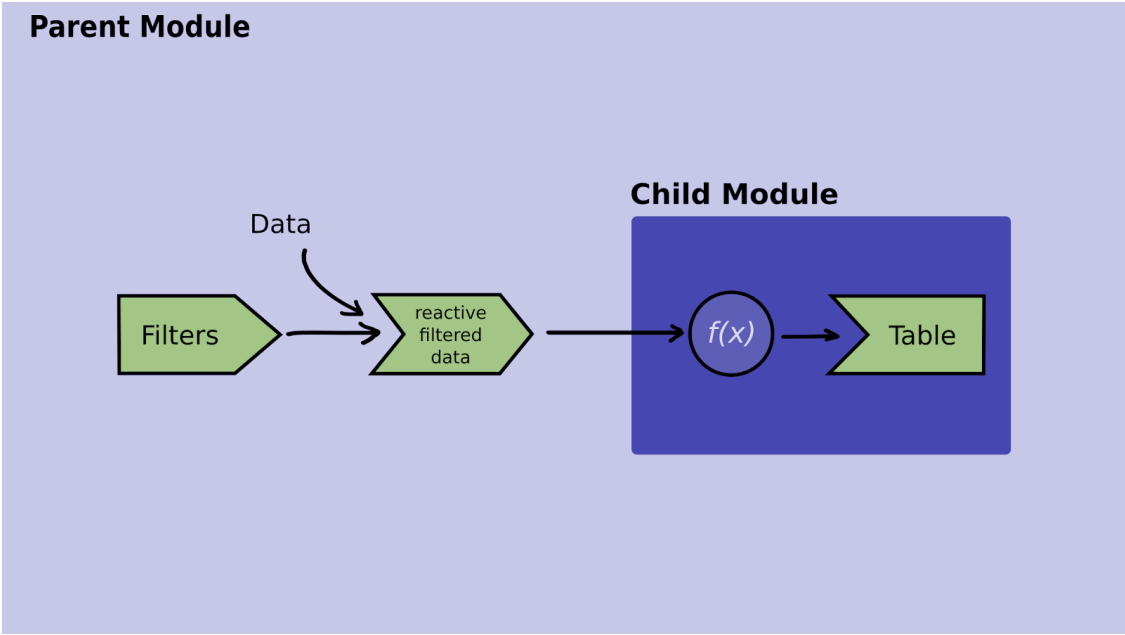 Parent Module
Child Module
Data
Filters
reactive
filtered
data
f(x)
Table